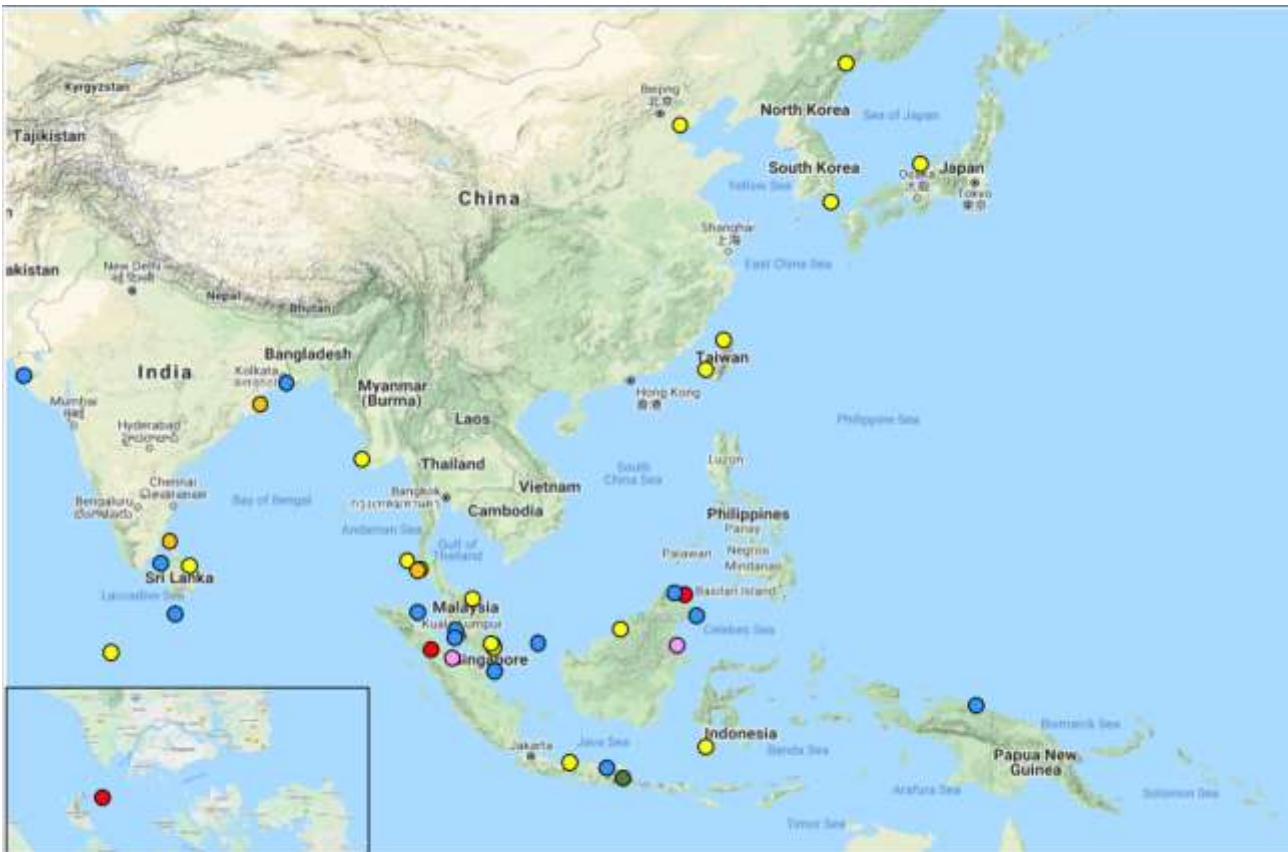 Kyrgyzstan
Tajikistan
Beijing
北京
North Korea
Sea of Japan
South Korea
Japan
Yellow Sea
Tokyo
東京
China
Shanghai
上海
East China Sea
akistan
New Delhi
Nepal
Bhutan
Bangladesh
India
Kolkata
Myanmar
(Burma)
Taiwan
Hong Kong
香港
Mumbai
Hyderabad
Laos
Philippine Sea
Luzon
Thailand
South
China Sea
Vietnam
Chennai
Bengaluru
Bay of Bengal
Bangkok
Cambodia
Philippines
Panay
Andaman Sea
Gulf of
Thailand
Palawan
Negros
Mindanao
Sri Lanka
Laccadive Sea
Basilan Island
Malaysia
Kuala Lumpur
Celebes Sea
Singapore
Indonesia
Jakarta
Java Sea
Banda Sea
Bismarck Sea
Papua New
Guinea
Arafura Sea
Solomon Sea
Timor Sea